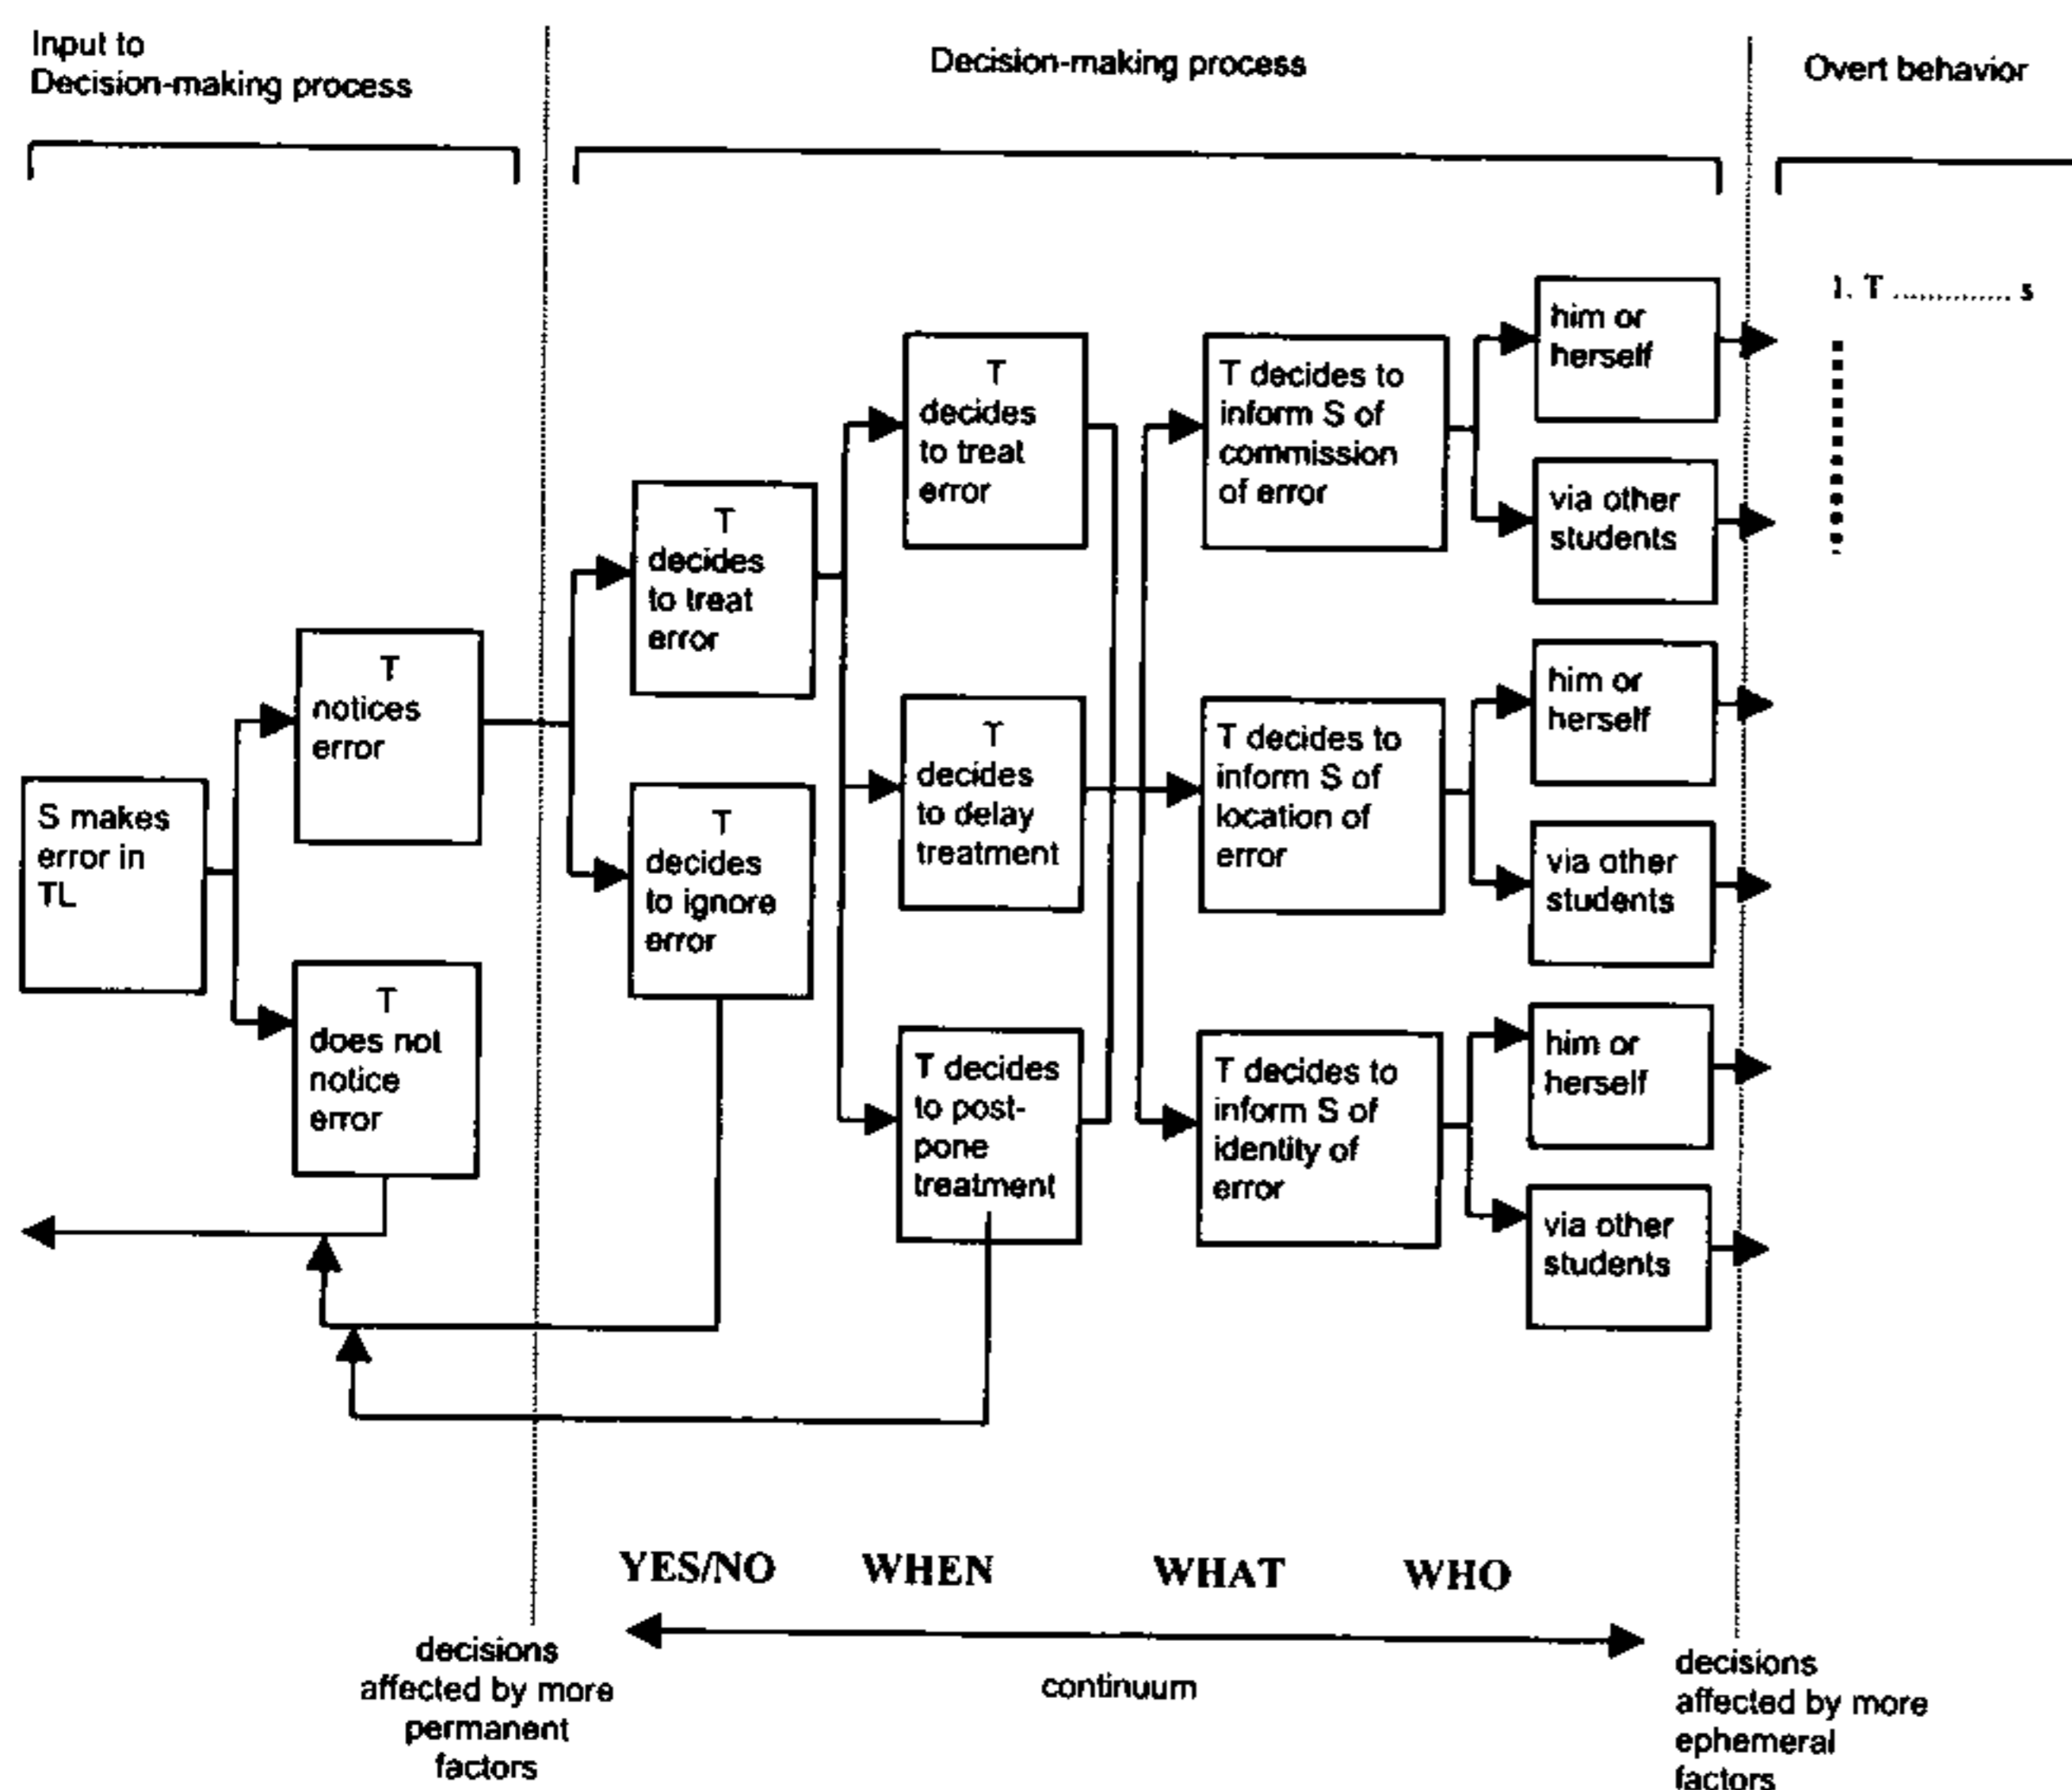 Input to
Decision-making process
Decision-making process
Overt behavior
S makes
error in
TL
T
notices
error
T
does not
notice
error
T
decides
to treat
error
T
decides
to ignore
error
T
decides
to treat
error
T
decides
to delay
treatment
T decides
to post-
pone
treatment
T decides to
inform S of
commission
of error
T decides to
inform S of
location of
error
T decides to
inform S of
identity of
error
him or
herself
via other
students
him or
herself
via other
students
him or
herself
via other
students
1. T .............. s
YES/NO WHEN WHAT WHO
decisions
affected by more
permanent
factors
continuum
decisions
affected by more
ephemeral
factors